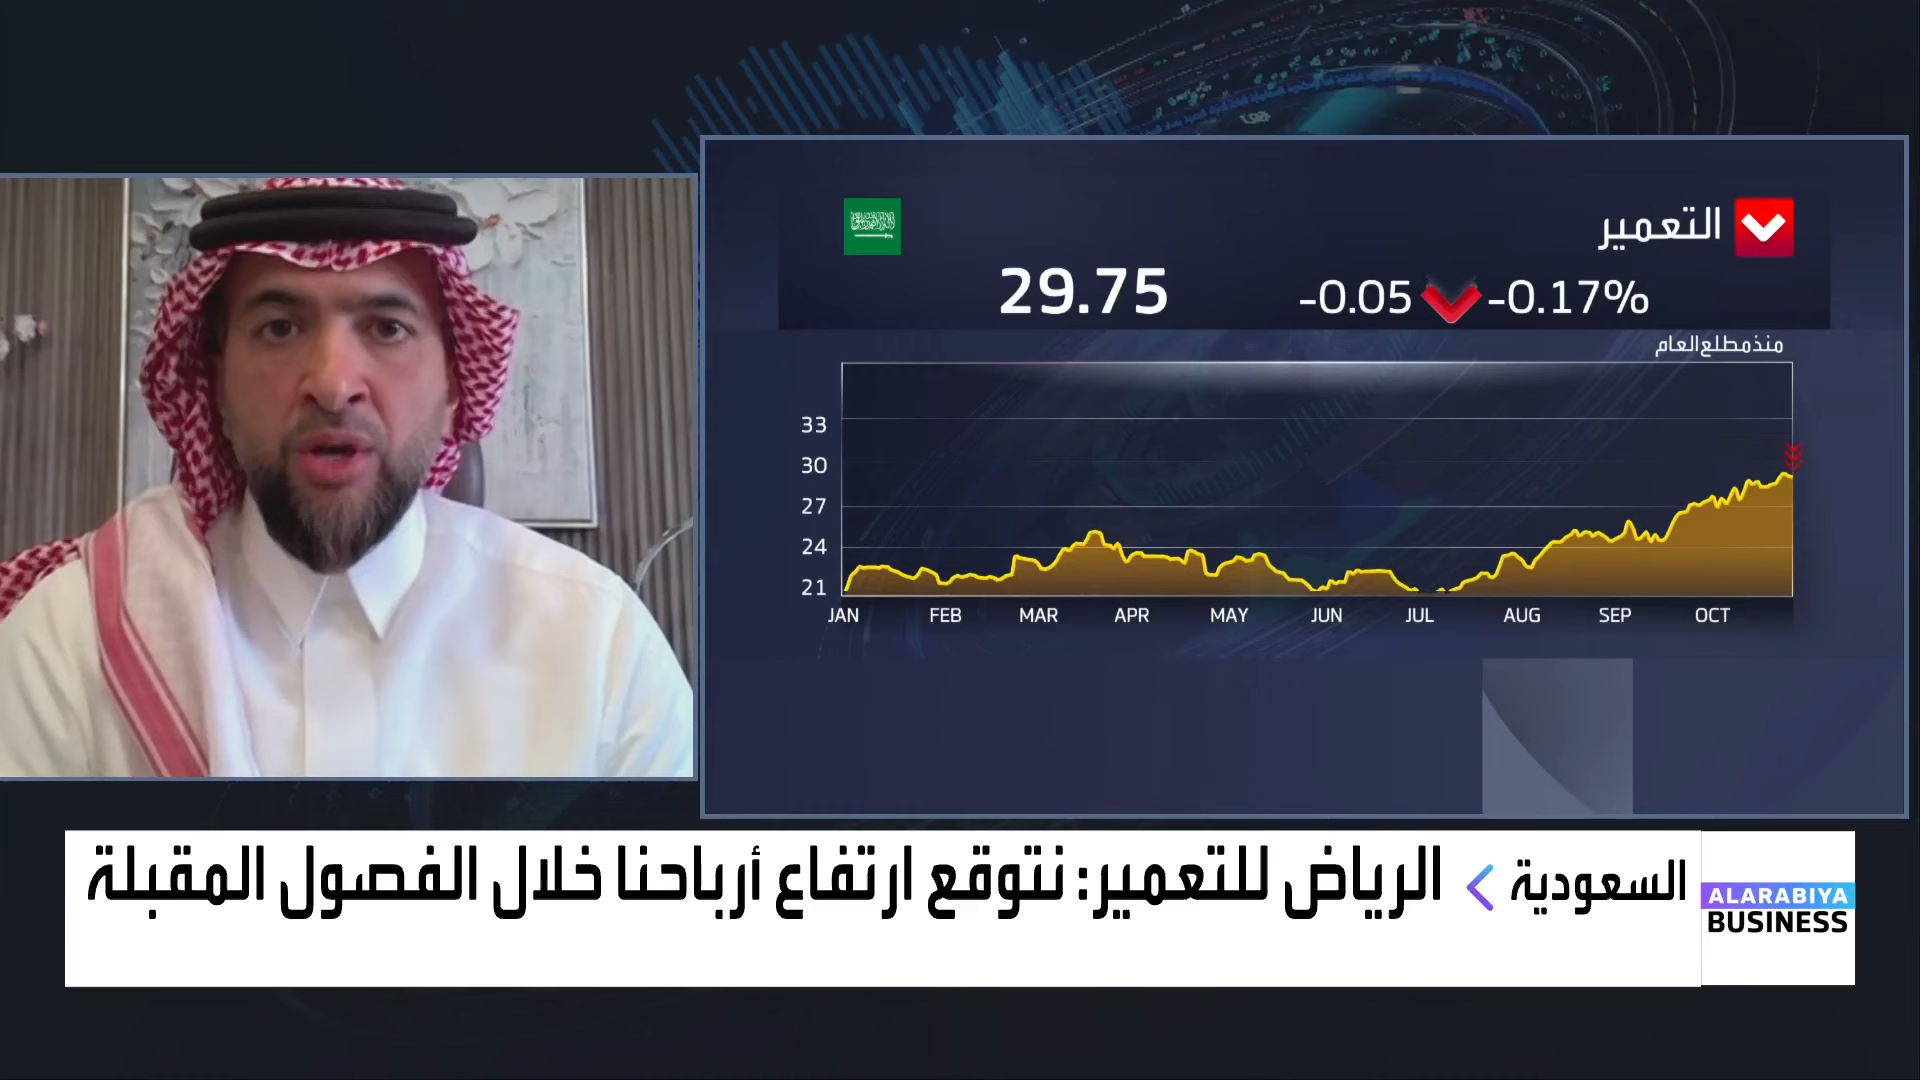 التعمير
29.75
-0.05 -0.17%
منذ مطلع العام
33
30
27
24
21
JAN FEB MAR APR MAY JUN JUL AUG SEP OCT
السعودية
الرياض للتعمير: نتوقع ارتفاع أرباحنا خلال الفصول المقبلة
ALARABIYA
BUSINESS